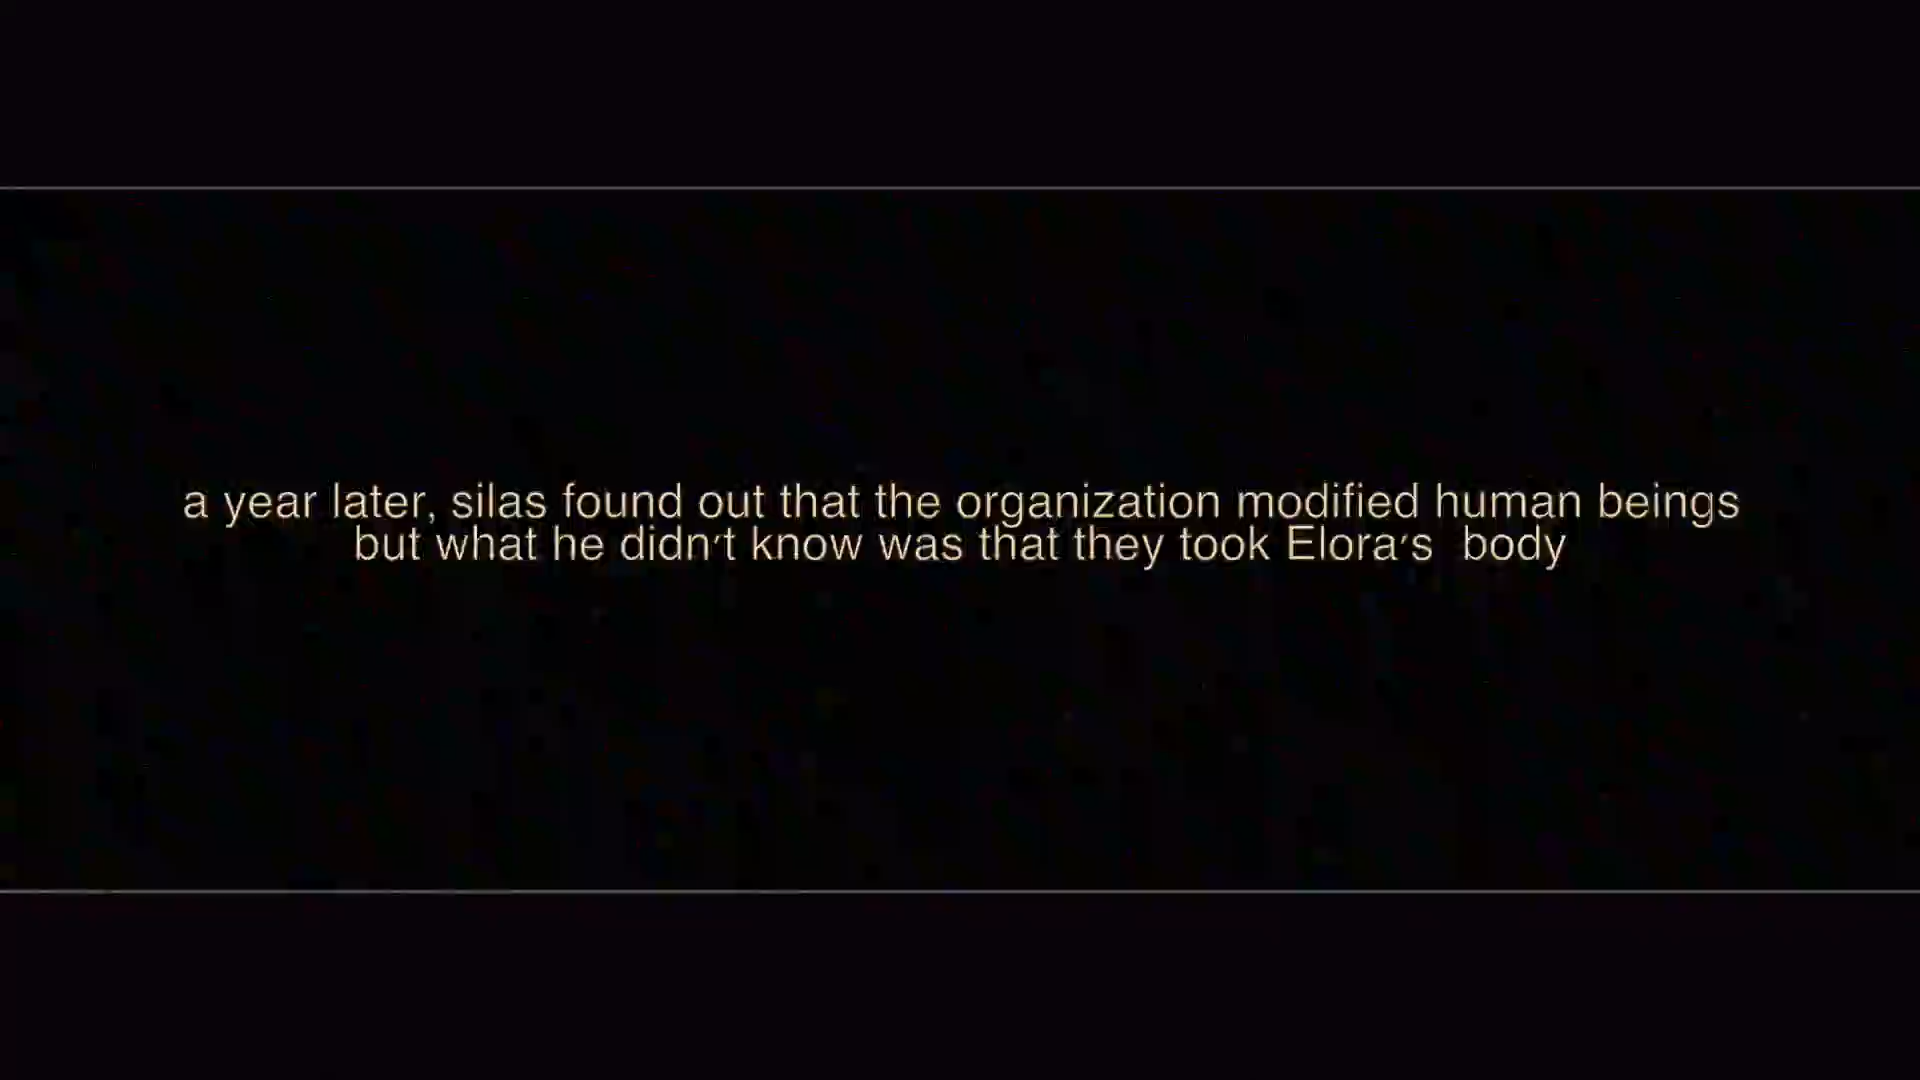 a year later, silas found out that the organization modified human beings
but what he didn't know was that they took Elora's  body